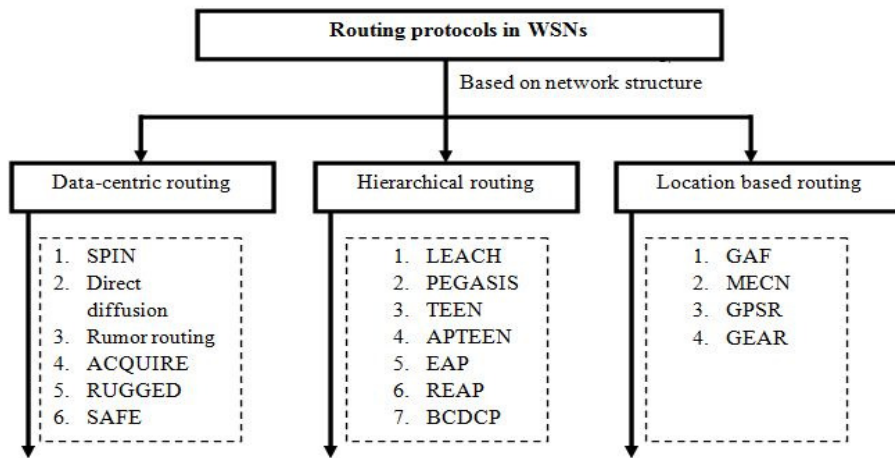 Routing protocols in WSNs
Based on network structure
Data-centric routing
1. SPIN
2. Direct
diffusion
3. Rumor routing
4. ACQUIRE
5. RUGGED
6. SAFE
Hierarchical routing
1. LEACH
2. PEGASIS
3. TEEN
4. APTEEN
5. EAP
6. REAP
7. BCDCP
Location based routing
1. GAF
2. MECN
3. GPSR
4. GEAR